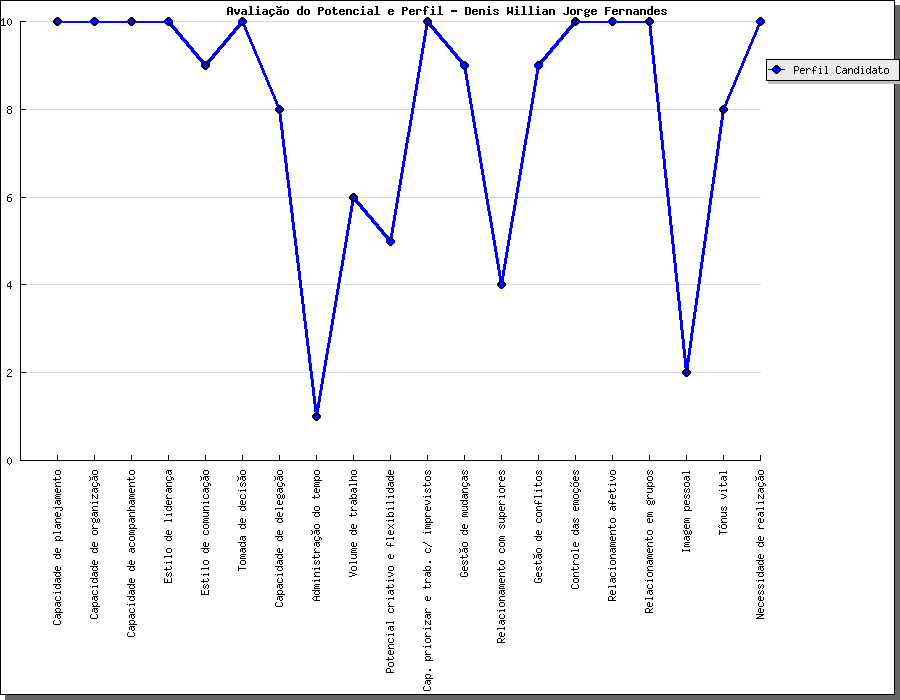 Avaliação do Potencial e Perfil - Denis Willian Jorge Fernandes
10
8
6
4
2
0
Perfil Candidato
Capacidade de planejamento
Capacidade de organização
Capacidade de acompanhamento
Estilo de liderança
Estilo de comunicação
Tomada de decisão
Capacidade de delegação
Administração do tempo
Volume de trabalho
Potencial criativo e flexibilidade
Cap. priorizar e trab. c/ imprevistos
Gestão de mudanças
Relacionamento com superiores
Gestão de conflitos
Controle das emoções
Relacionamento afetivo
Relacionamento em grupos
Imagem pessoal
Tônus vital
Necessidade de realização